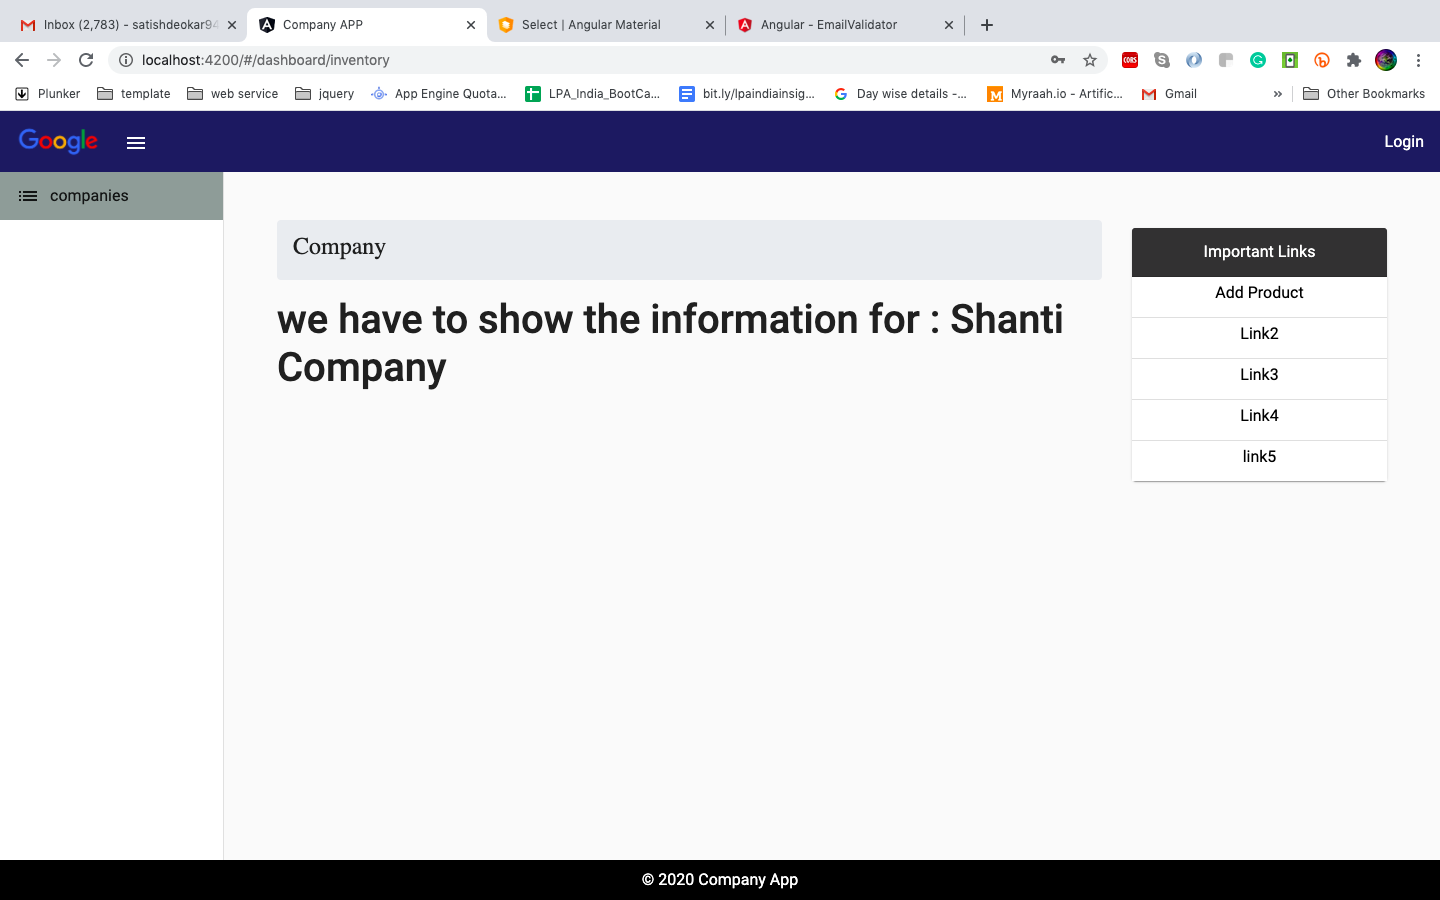 Inbox (2,783) - satishdeokar94
Company APP
Select | Angular Material
Angular - EmailValidator
localhost:4200/#/dashboard/inventory
CORS
Plunker
template
web service
jquery
App Engine Quota...
LPA_India_BootCa...
bit.ly/lpaindiainsig...
Day wise details -...
Myraah.io - Artific...
Gmail
»
Other Bookmarks
Google
Login
companies
Company
we have to show the information for : Shanti
Company
Important Links
Add Product
Link2
Link3
Link4
link5
© 2020 Company App